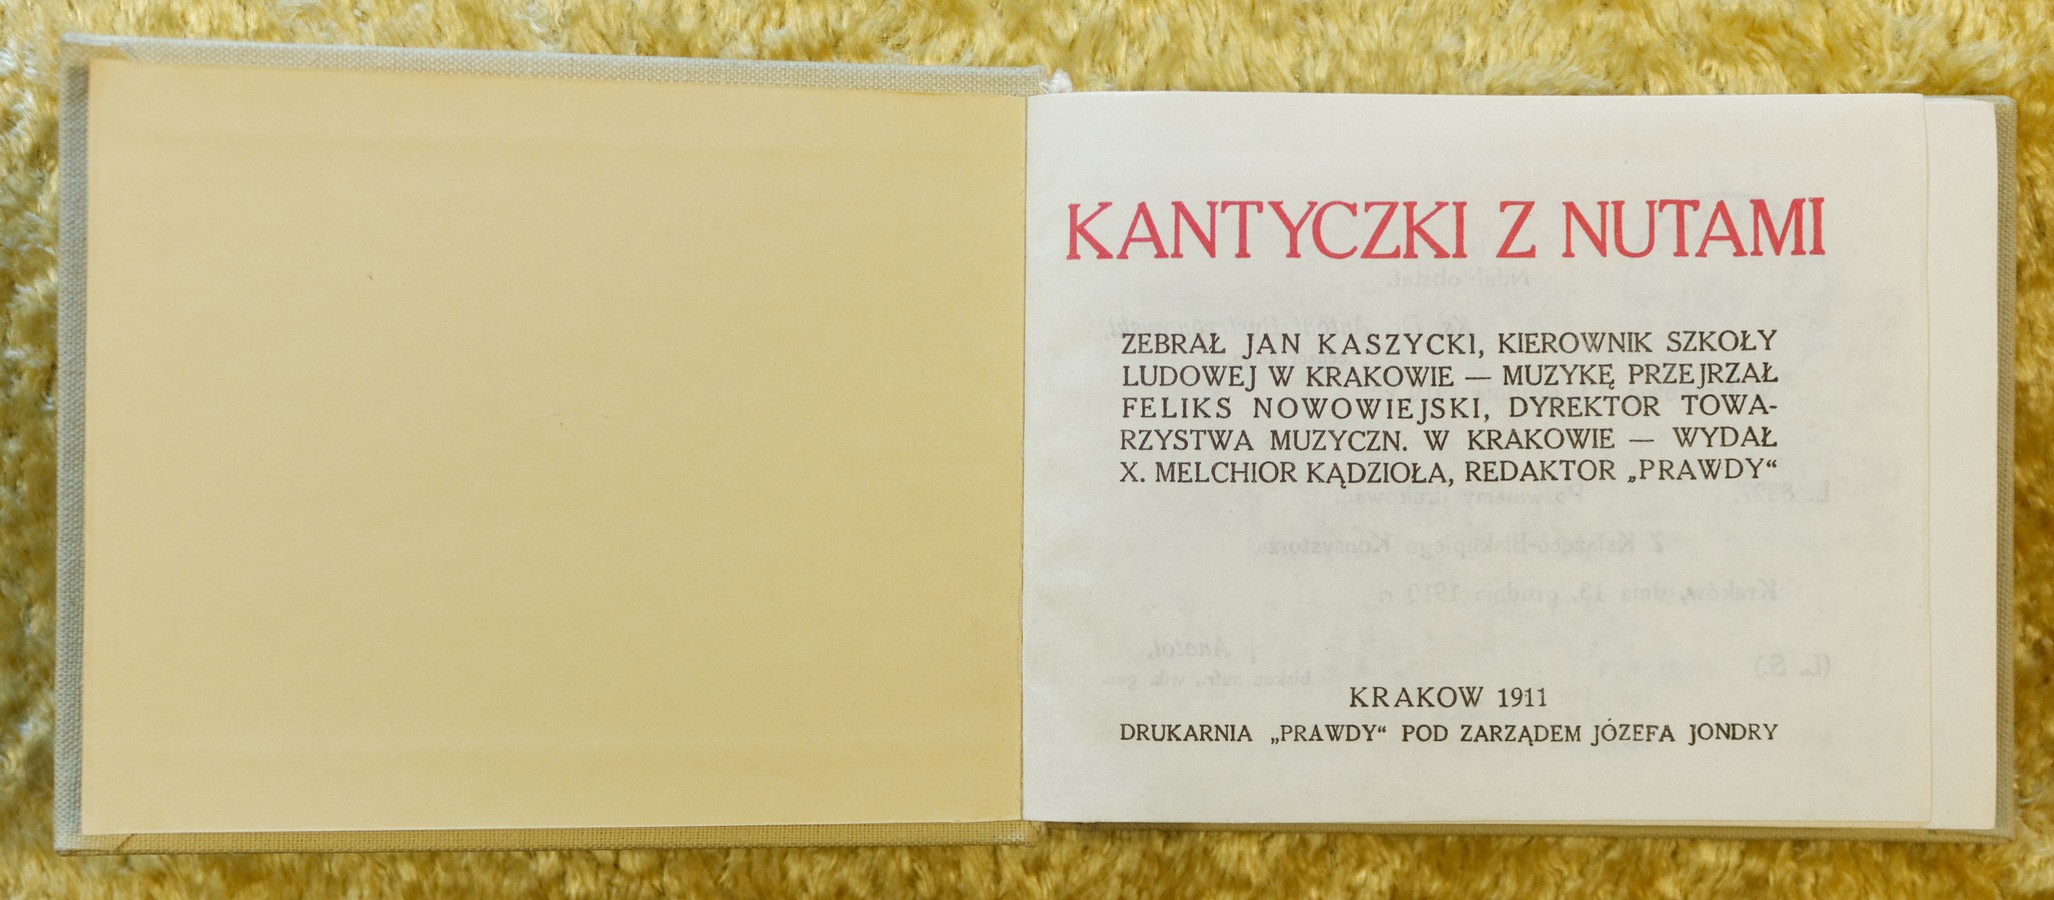 KANTYCZKI Z NUTAMI
ZEBRAŁ JAN KASZYCKI, KIEROWNIK SZKOŁY
LUDOWEJ W KRAKOWIE — MUZYKĘ PRZEJRZAŁ
FELIKS NOWOWIEJSKI, DYREKTOR TOWA-
RZYSTWA MUZYCZN. W KRAKOWIE — WYDAŁ
X. MELCHIOR KĄDZIOŁA, REDAKTOR „PRAWDY“
KRAKOW 1911
DRUKARNIA „PRAWDY“ POD ZARZĄDEM JÓZEFA JONDRY